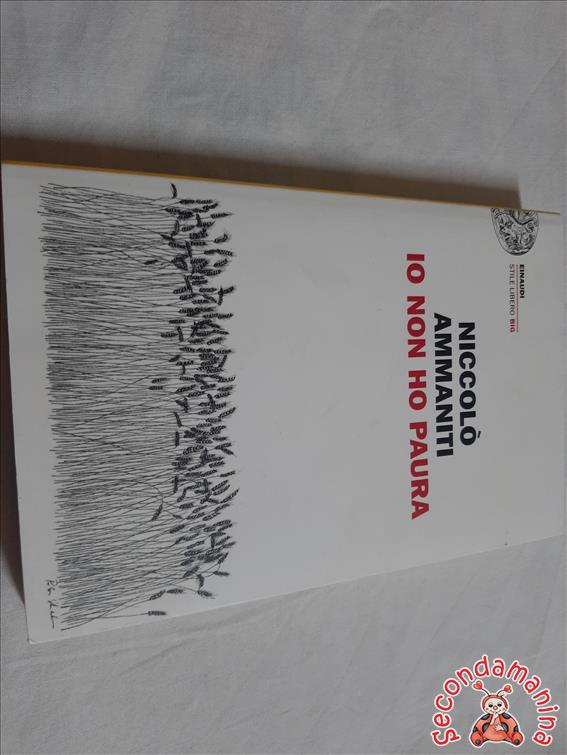 EINAUDI
STILE LIBERO BIG
NICCOLÒ
AMMANITI
IO NON HO PAURA
secondamanina